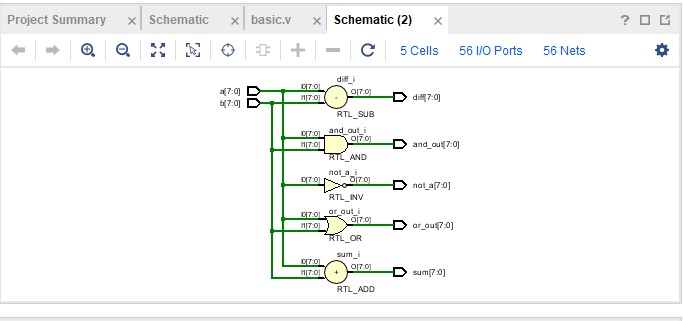 Project Summary × Schematic × basic.v × Schematic (2) × ?
5 Cells 56 I/O Ports 56 Nets
diff_i
a[7:0] I0[7:0] O[7:0] diff[7:0]
b[7:0] I1[7:0] -
RTL_SUB
and_out_i
I0[7:0] O[7:0] and_out[7:0]
I1[7:0]
RTL_AND
not_a_i
I0[7:0] O[7:0] not_a[7:0]
RTL_INV
or_out_i
I0[7:0] O[7:0] or_out[7:0]
I1[7:0]
RTL_OR
sum_i
I0[7:0] O[7:0] sum[7:0]
I1[7:0] +
RTL_ADD